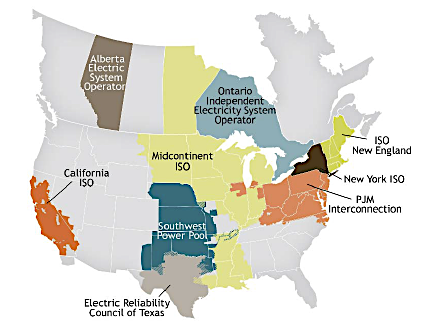 Alberta
Electric
System
Operator
Ontario
Independent
Electricity System
Operator
ISO
New England
Midcontinent
ISO
California
ISO
New York ISO
PJM
Interconnection
Southwest
Power Pool
Electric Reliability
Council of Texas